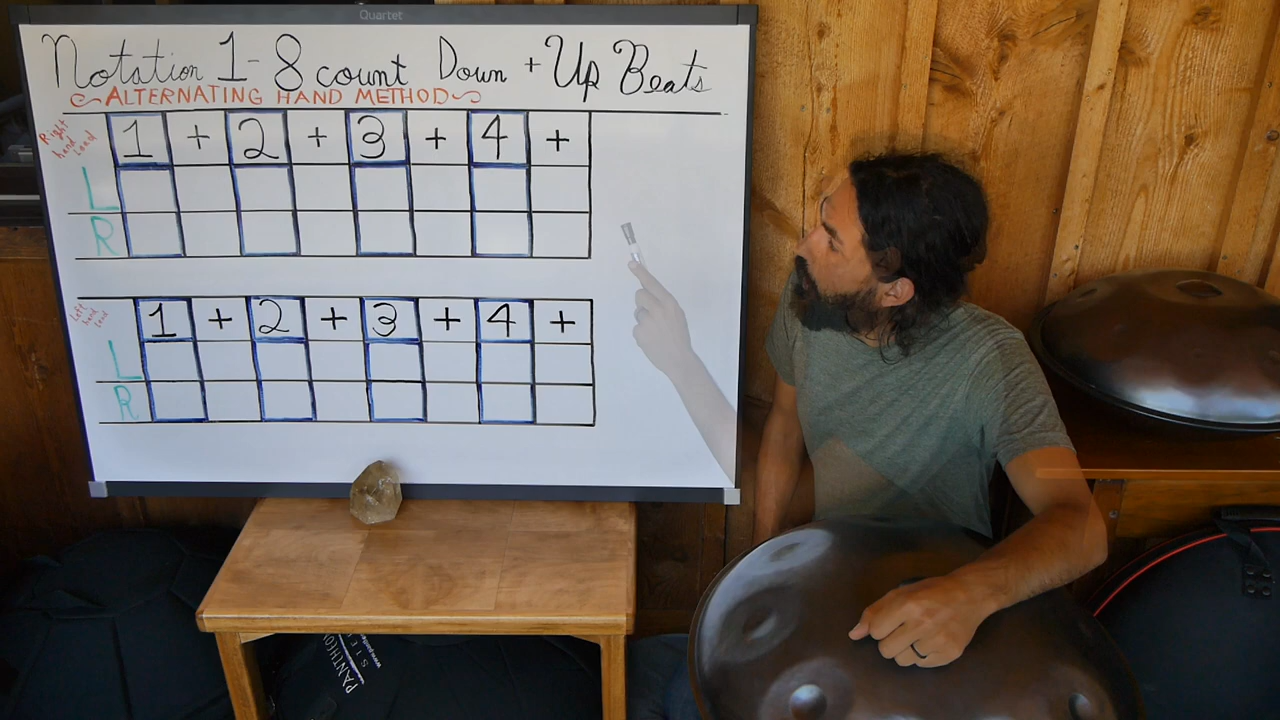 Quartet
Notation 1-8 count Down + Up Beats
ALTERNATING HAND METHOD
Right hand Lead
1 + 2 + 3 + 4 +
L
R
Left hand lead
1 + 2 + 3 + 4 +
L
R
PANTHEON
STEEL